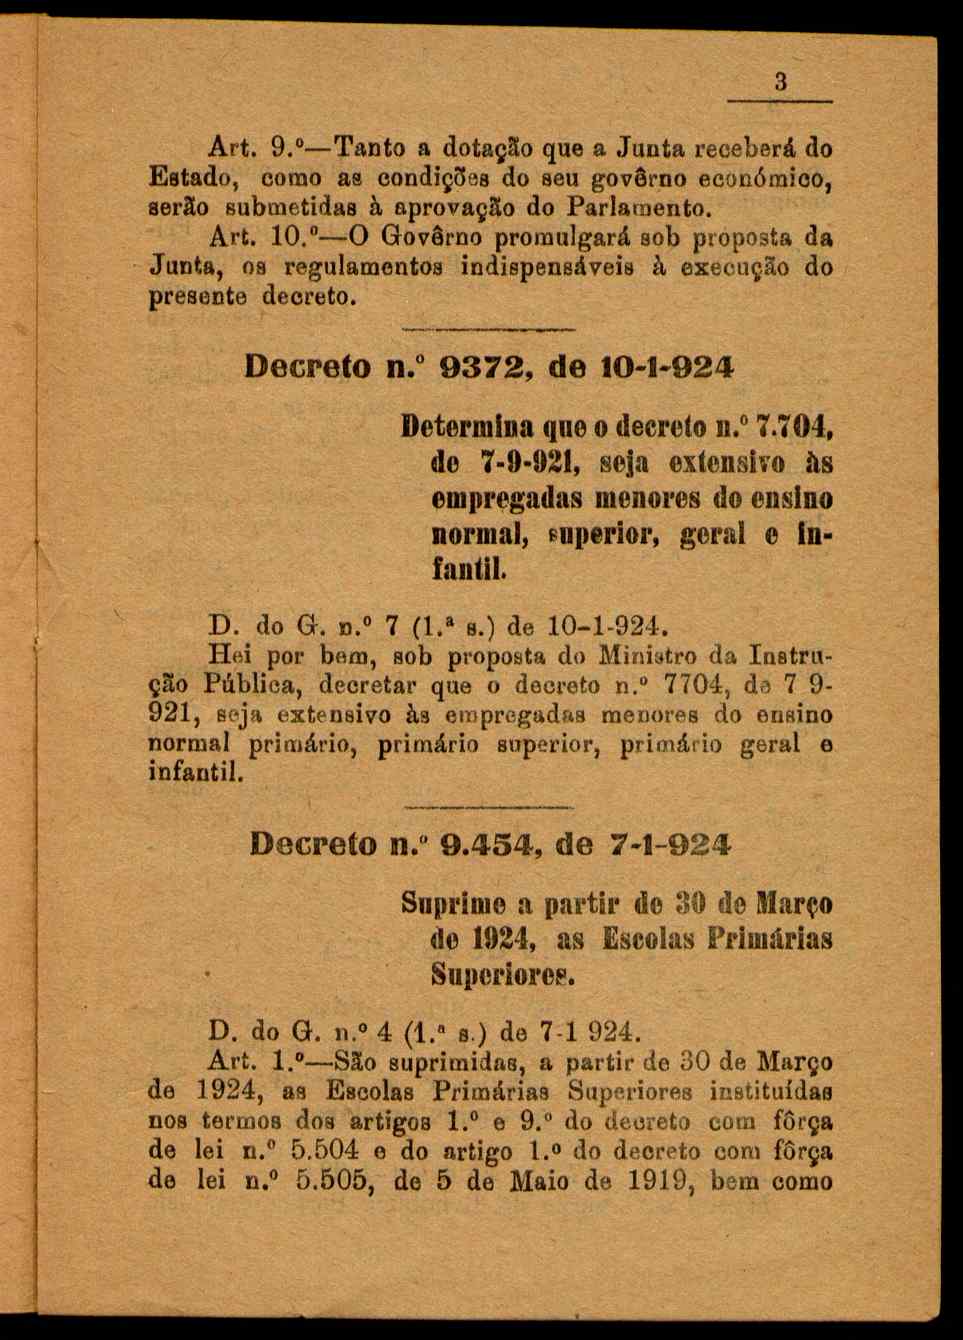 3
Art. 9.º—Tanto a dotação que a Junta receberá do
Estado, como as condições do seu govêrno económico,
serão submetidas à aprovação do Parlamento.
Art. 10.º—O Govêrno promulgará sob proposta da
Junta, os regulamentos indispensáveis à execução do
presente decreto.
Decreto n.º 9372, de 10-1-924
Determina que o decreto n.º 7.704,
de 7-9-921, seja extensivo às
empregadas menores do ensino
normal, superior, geral e in-
fantil.
D. do G. n.º 7 (1.ª s.) de 10-1-924.
Hei por bem, sob proposta do Ministro da Instru-
ção Pública, decretar que o decreto n.º 7704, de 7 9-
921, seja extensivo às empregadas menores do ensino
normal primário, primário superior, primário geral e
infantil.
Decreto n.º 9.454, de 7-1-924
Suprime a partir de 30 de Março
de 1924, as Escolas Primárias
Superiores.
D. do G. n.º 4 (1.ª s.) de 7-1 924.
Art. 1.º—São suprimidas, a partir de 30 de Março
de 1924, as Escolas Primárias Superiores instituídas
nos termos dos artigos 1.º e 9.º do decreto com fôrça
de lei n.º 5.504 e do artigo 1.º do decreto com fôrça
de lei n.º 5.505, de 5 de Maio de 1919, bem como